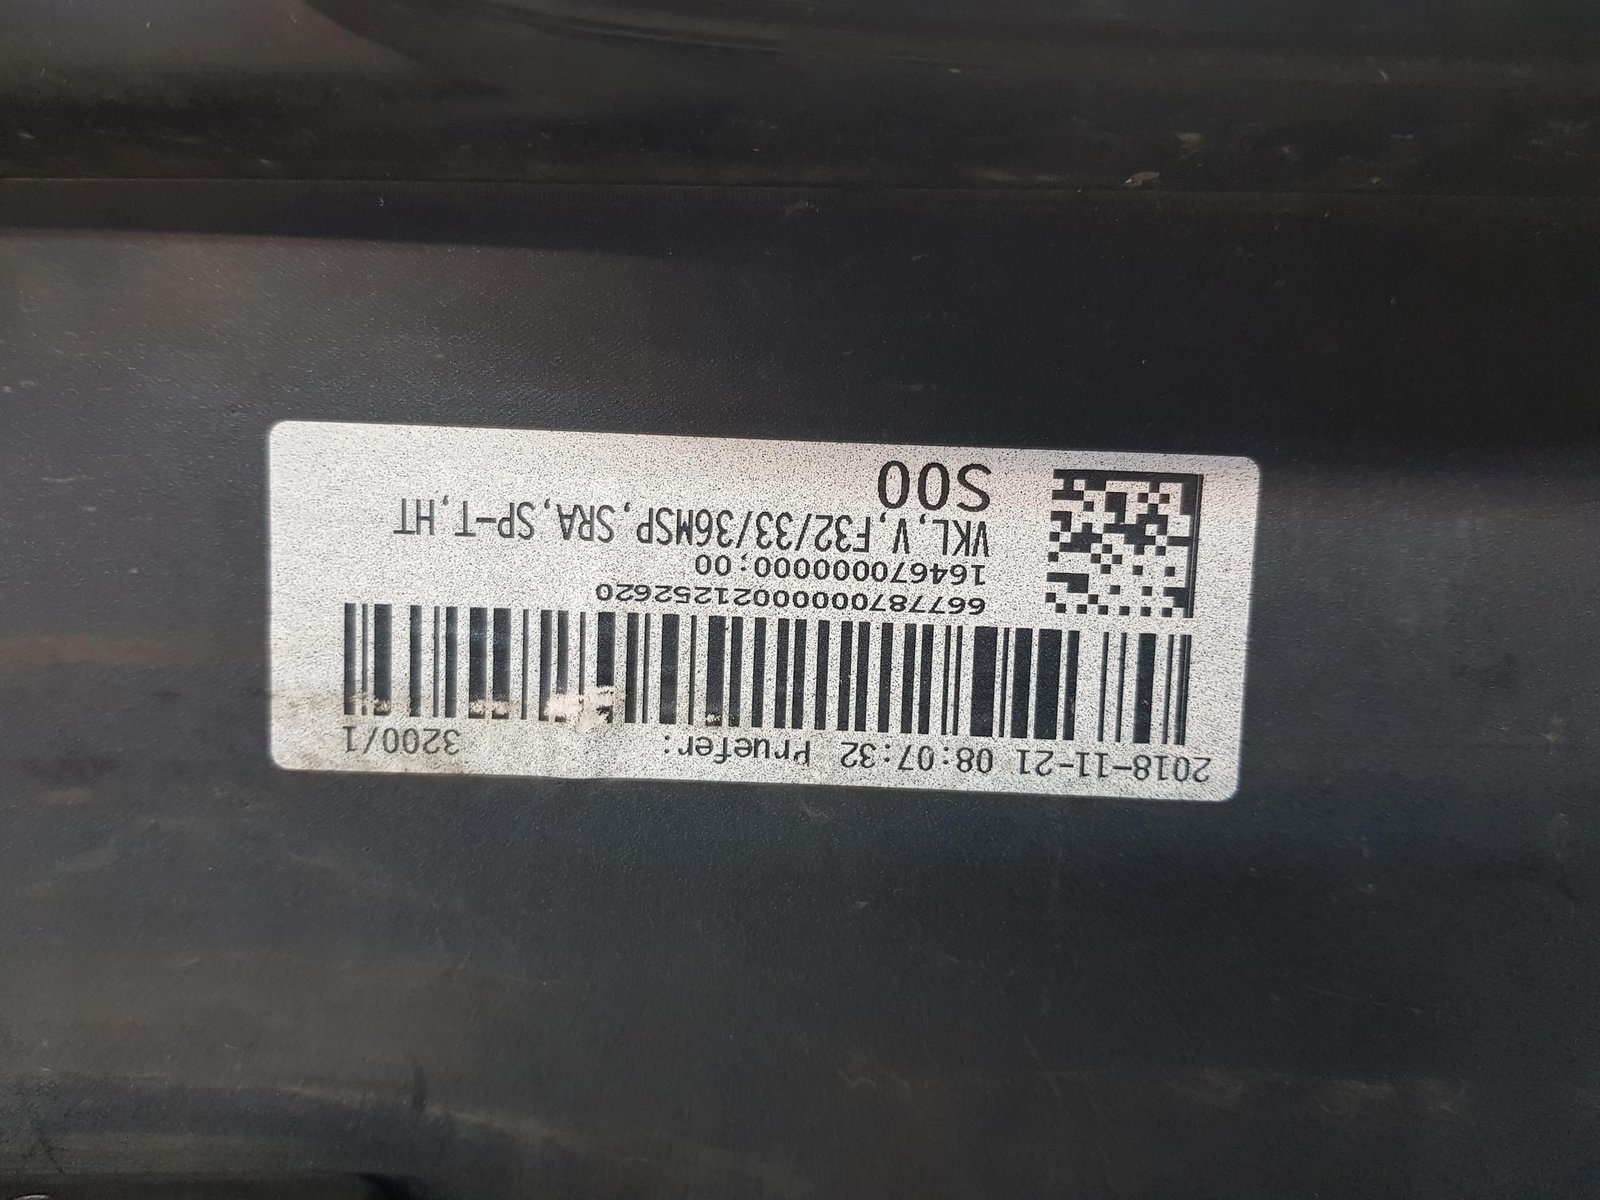 2018-11-21 08:07:32 Pruefer: 3200/1
66778700000021252620
164670000000:00
VKL,V,F32/33/36MSP,SRA,SP-T,HT
S00